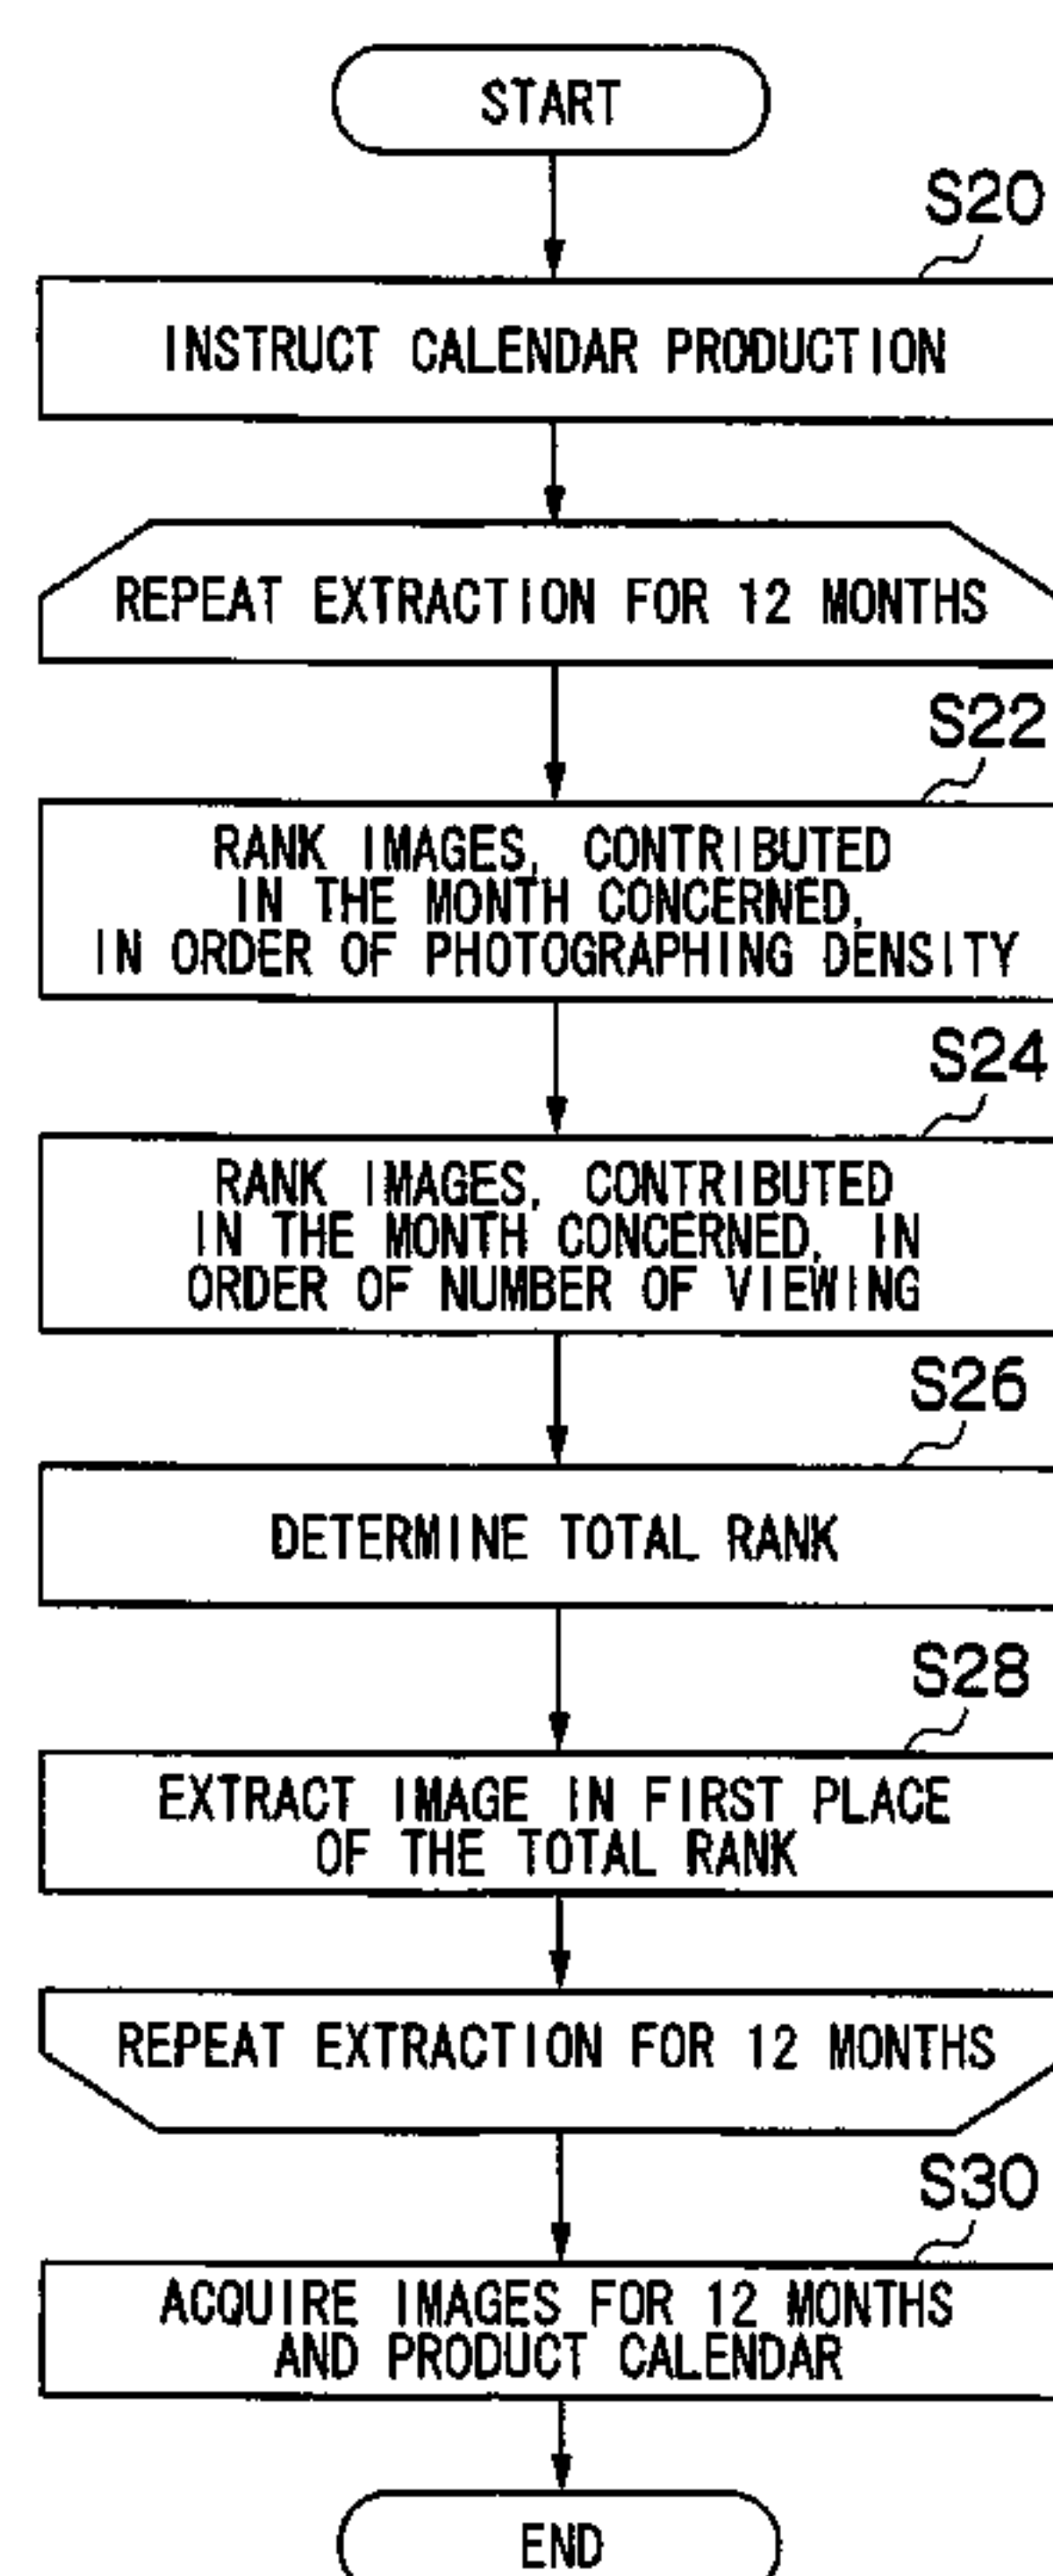 START
S20
INSTRUCT CALENDAR PRODUCTION
REPEAT EXTRACTION FOR 12 MONTHS
S22
RANK IMAGES, CONTRIBUTED
IN THE MONTH CONCERNED,
IN ORDER OF PHOTOGRAPHING DENSITY
S24
RANK IMAGES, CONTRIBUTED
IN THE MONTH CONCERNED, IN
ORDER OF NUMBER OF VIEWING
S26
DETERMINE TOTAL RANK
S28
EXTRACT IMAGE IN FIRST PLACE
OF THE TOTAL RANK
REPEAT EXTRACTION FOR 12 MONTHS
S30
ACQUIRE IMAGES FOR 12 MONTHS
AND PRODUCT CALENDAR
END